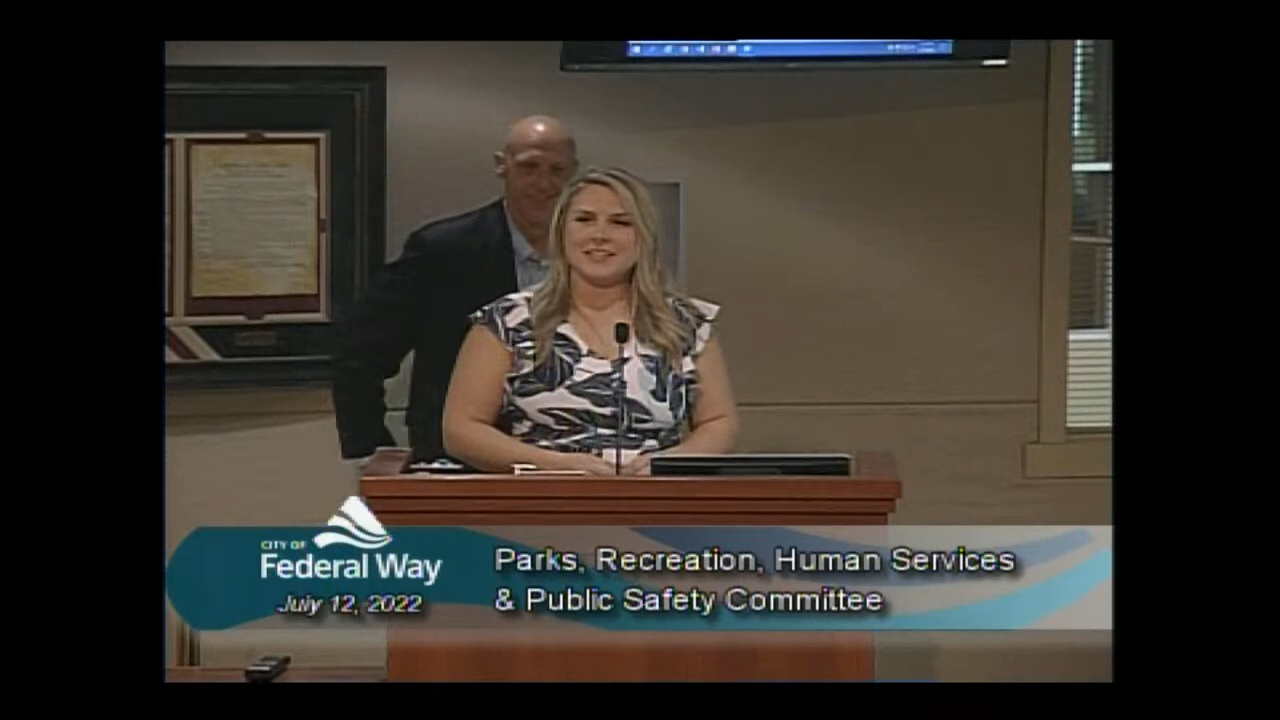 CITY OF
Federal Way
July 12, 2022
Parks, Recreation, Human Services
& Public Safety Committee